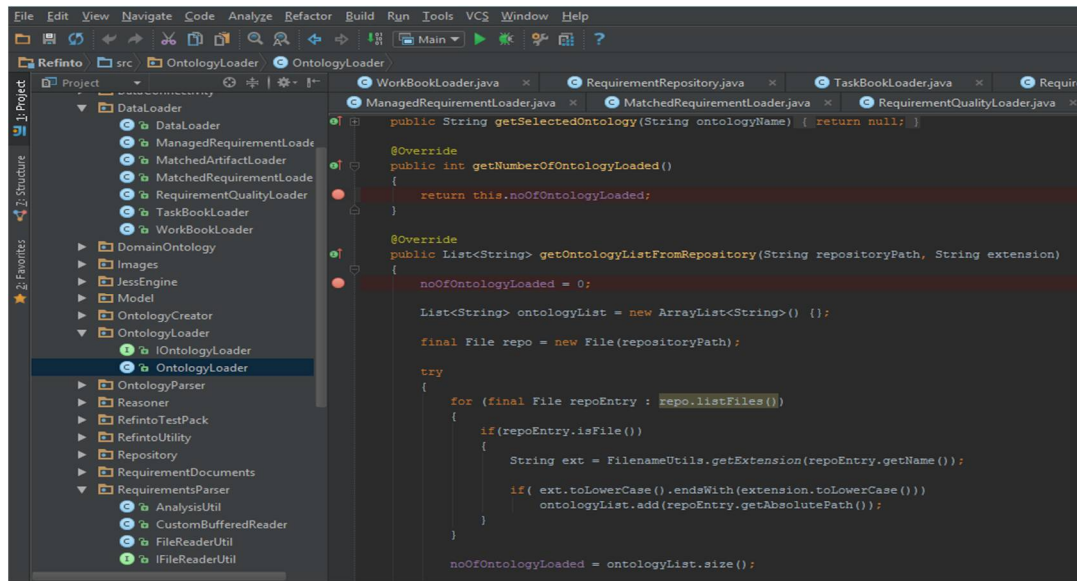 File Edit View Navigate Code Analyze Refactor Build Run Tools VCS Window Help
Main
Refinto src OntologyLoader OntologyLoader
Project
WorkBookLoader.java RequirementRepository.java TaskBookLoader.java Requir
ManagedRequirementLoader.java MatchedRequirementLoader.java RequirementQualityLoader.java
1: Project
7: Structure
2: Favorites
DataLoader
DataLoader
ManagedRequirementLoade
MatchedArtifactLoader
MatchedRequirementLoade
RequirementQualityLoader
TaskBookLoader
WorkBookLoader
DomainOntology
Images
JessEngine
Model
OntologyCreator
OntologyLoader
IOntologyLoader
OntologyLoader
OntologyParser
Reasoner
RefintoTestPack
RefintoUtility
Repository
RequirementDocuments
RequirementsParser
AnalysisUtil
CustomBufferedReader
FileReaderUtil
IFileReaderUtil
public String getSelectedOntology(String ontologyName) { return null; }
@Override
public int getNumberOfOntologyLoaded()
{
return this.noOfOntologyLoaded;
}
@Override
public List<String> getOntologyListFromRepository(String repositoryPath, String extension)
{
noOfOntologyLoaded = 0;
List<String> ontologyList = new ArrayList<String>() {};
final File repo = new File(repositoryPath);
try
{
for (final File repoEntry : repo.listFiles())
{
if(repoEntry.isFile())
{
String ext = FilenameUtils.getExtension(repoEntry.getName());
if( ext.toLowerCase().endsWith(extension.toLowerCase()))
ontologyList.add(repoEntry.getAbsolutePath());
}
}
noOfOntologyLoaded = ontologyList.size();